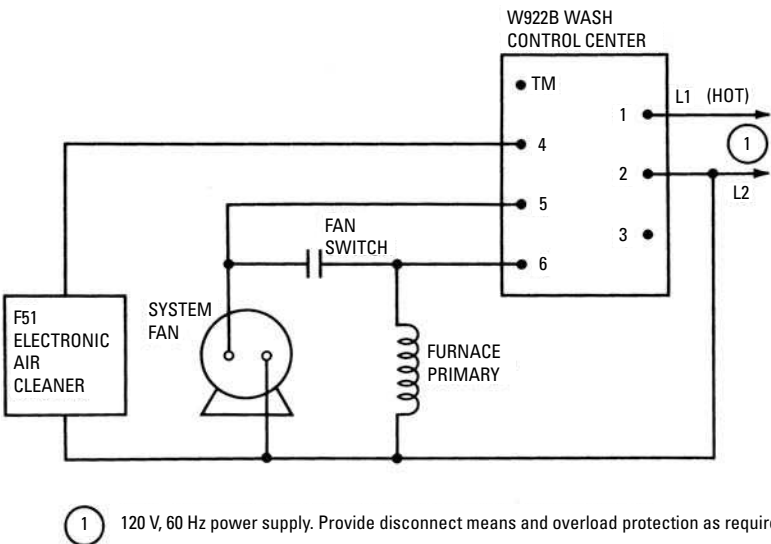 W922B WASH
CONTROL CENTER
TM
1
L1 (HOT)
4
1
2
L2
5
3
FAN
SWITCH
6
F51
ELECTRONIC
AIR
CLEANER
SYSTEM
FAN
FURNACE
PRIMARY
1 120 V, 60 Hz power supply. Provide disconnect means and overload protection as require